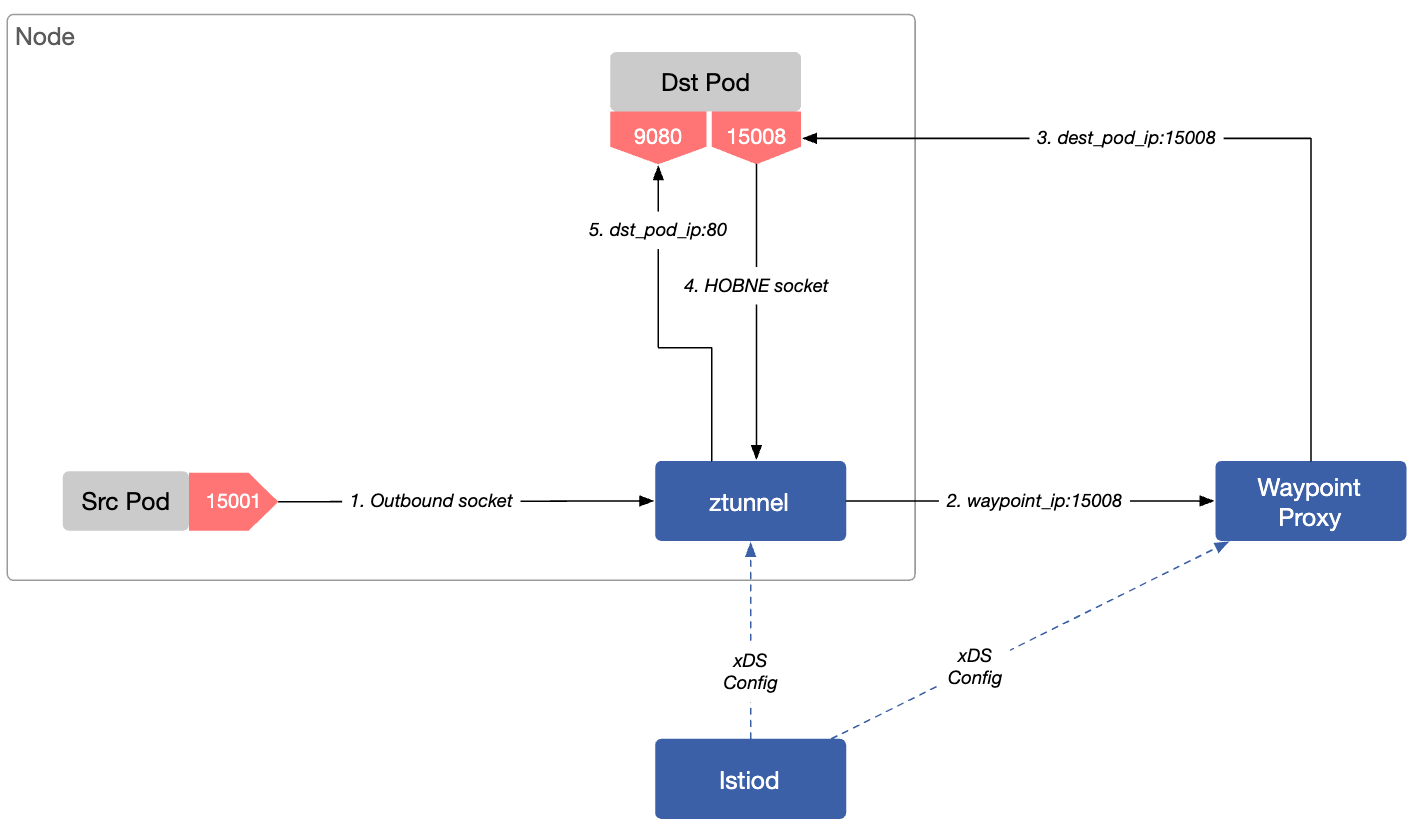 Node
Dst Pod
9080
15008
3. dest_pod_ip:15008
5. dst_pod_ip:80
4. HOBNE socket
Src Pod
15001
1. Outbound socket
ztunnel
2. waypoint_ip:15008
Waypoint
Proxy
xDS
Config
xDS
Config
Istiod